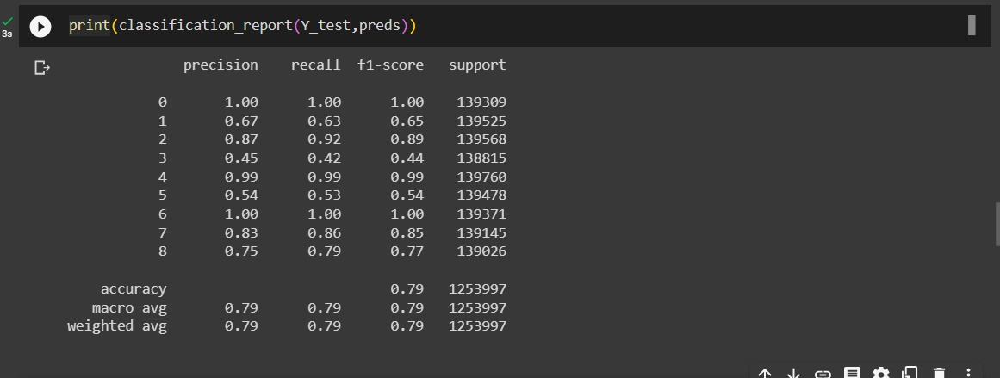 print(classification_report(Y_test,preds))
3s
precision recall f1-score support
0 1.00 1.00 1.00 139309
1 0.67 0.63 0.65 139525
2 0.87 0.92 0.89 139568
3 0.45 0.42 0.44 138815
4 0.99 0.99 0.99 139760
5 0.54 0.53 0.54 139478
6 1.00 1.00 1.00 139371
7 0.83 0.86 0.85 139145
8 0.75 0.79 0.77 139026
accuracy 0.79 1253997
macro avg 0.79 0.79 0.79 1253997
weighted avg 0.79 0.79 0.79 1253997